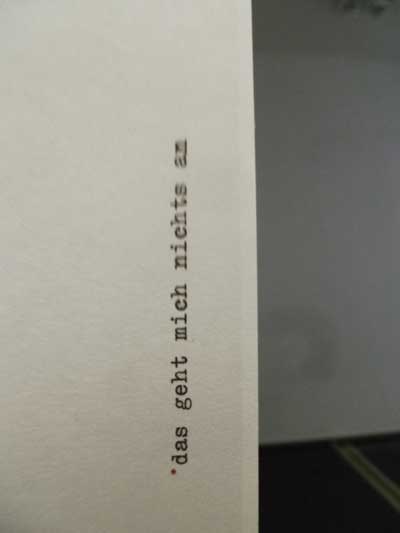 das geht mich nichts an